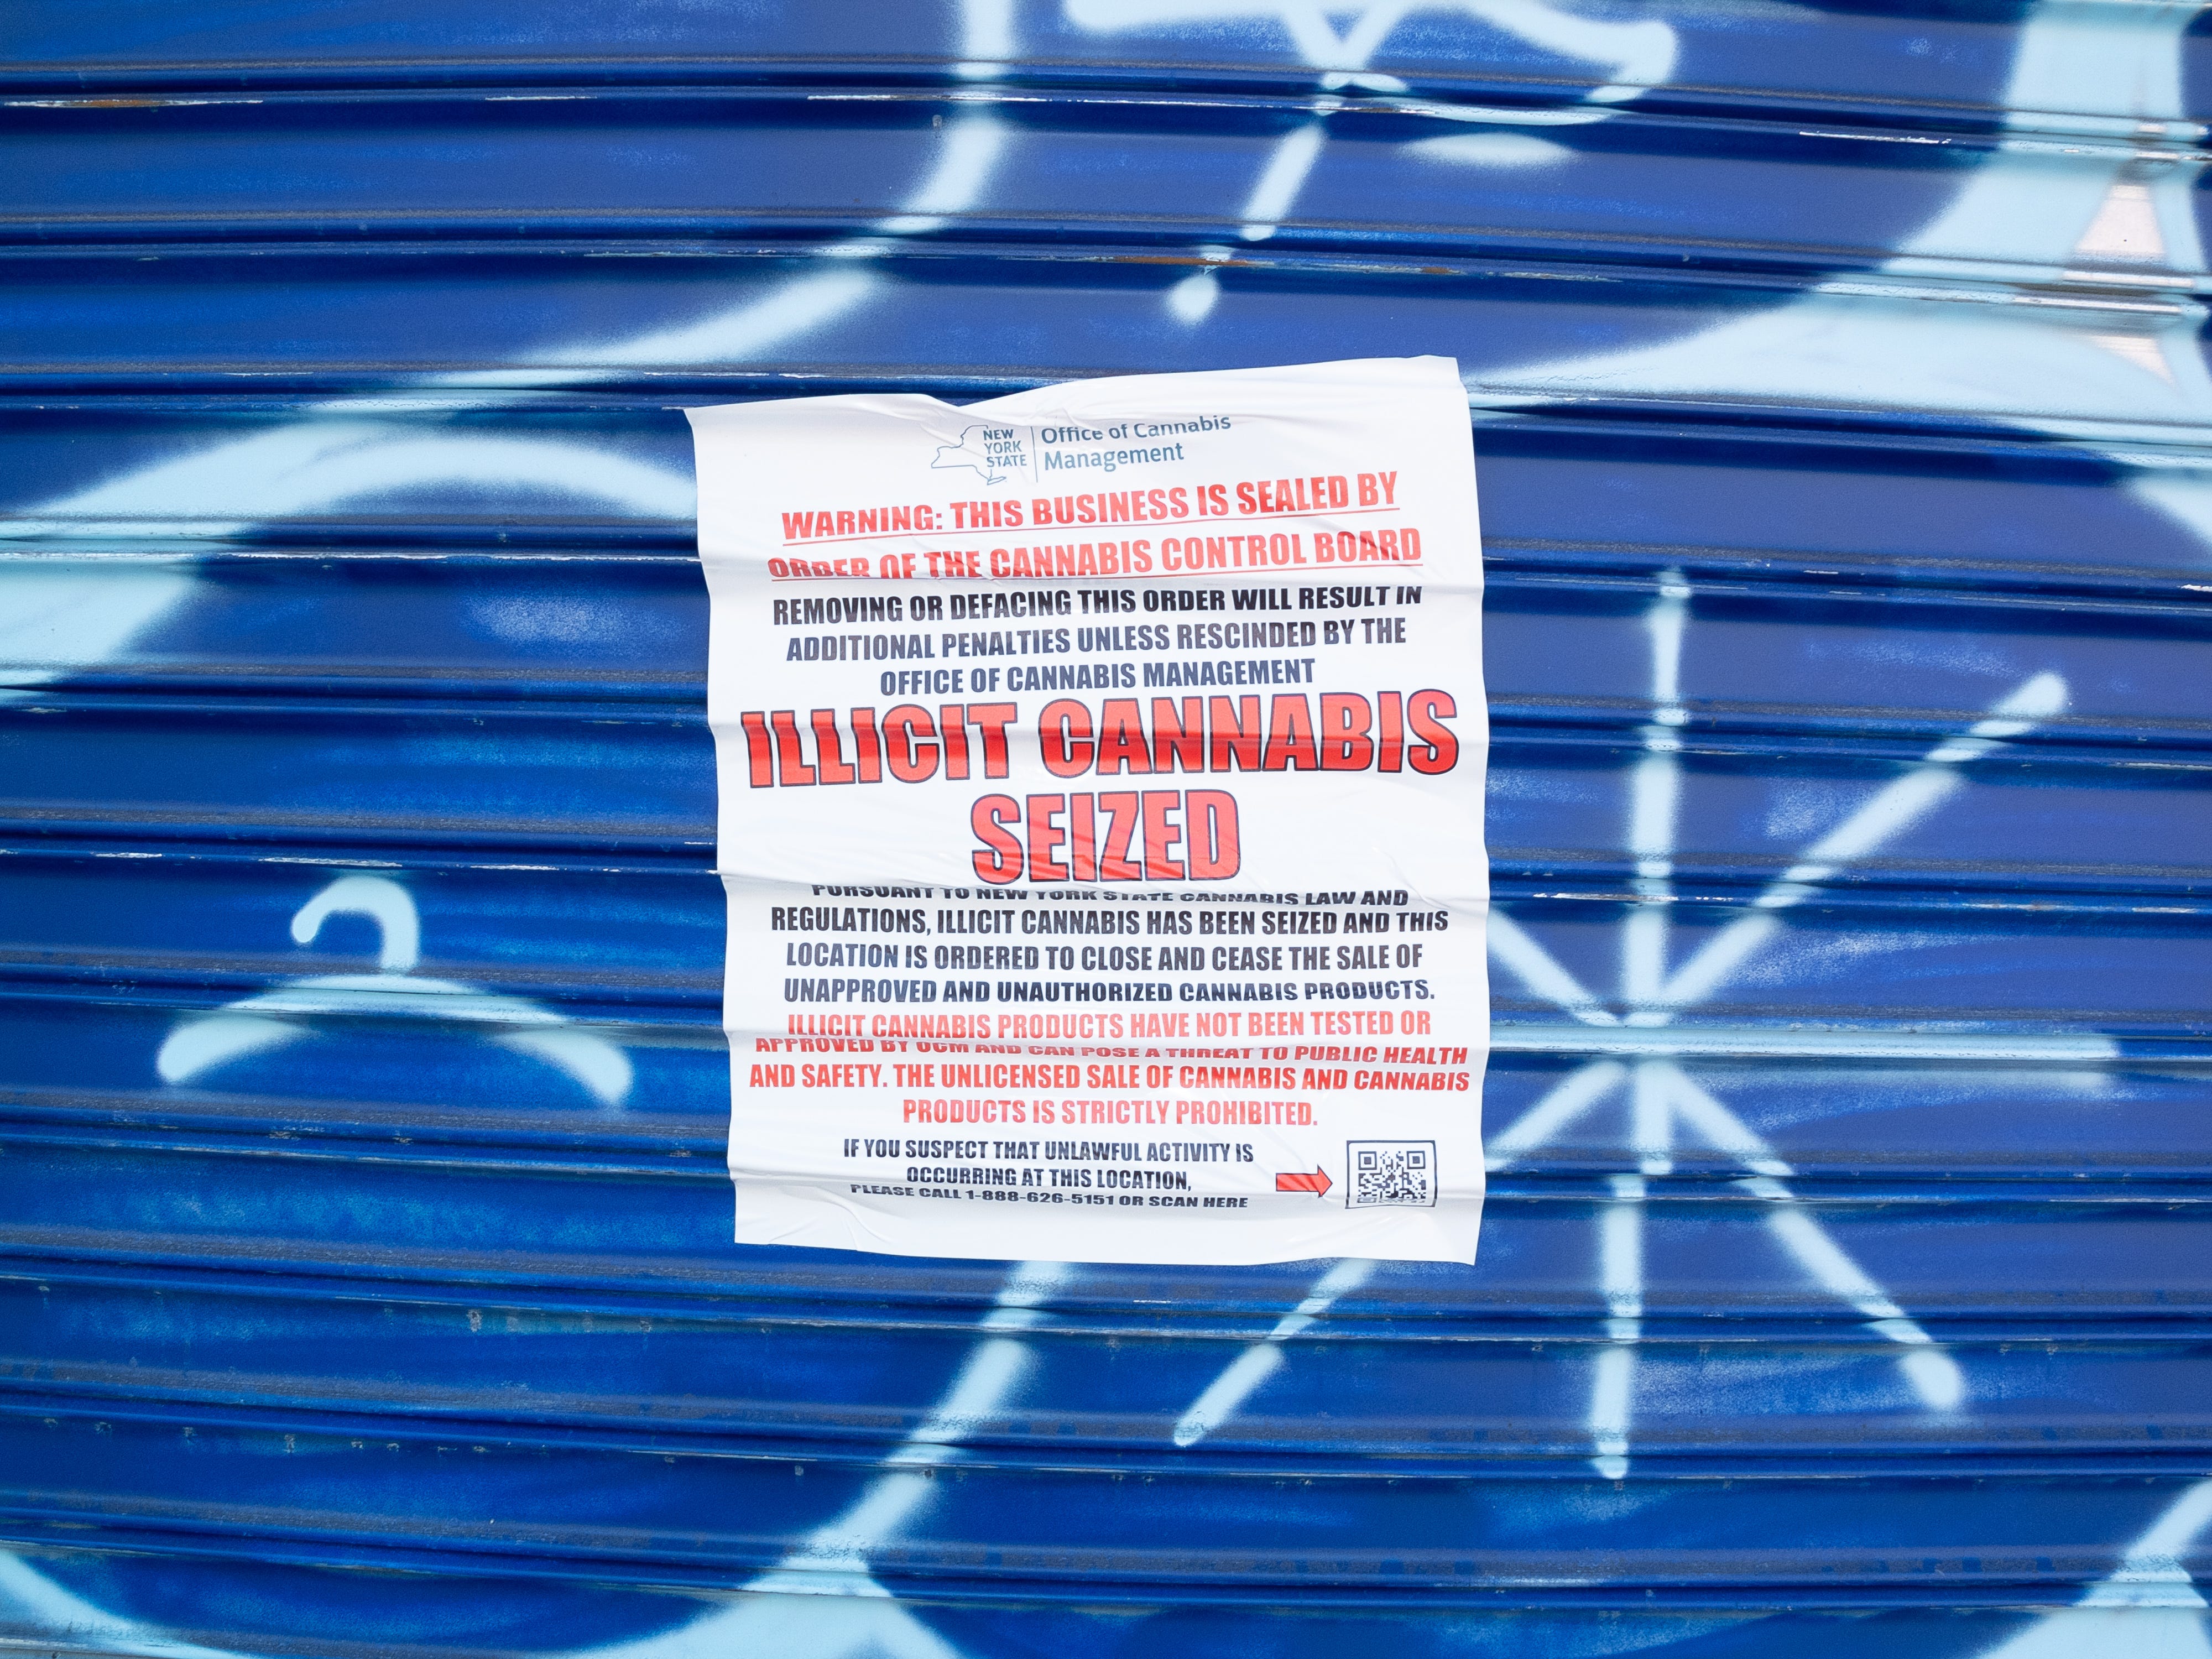 NEW
YORK
STATE
Office of Cannabis
Management
WARNING: THIS BUSINESS IS SEALED BY
ORDER OF THE CANNABIS CONTROL BOARD
REMOVING OR DEFACING THIS ORDER WILL RESULT IN
ADDITIONAL PENALTIES UNLESS RESCINDED BY THE
OFFICE OF CANNABIS MANAGEMENT
ILLICIT CANNABIS
SEIZED
PURSUANT TO NEW YORK STATE CANNABIS LAW AND
REGULATIONS, ILLICIT CANNABIS HAS BEEN SEIZED AND THIS
LOCATION IS ORDERED TO CLOSE AND CEASE THE SALE OF
UNAPPROVED AND UNAUTHORIZED CANNABIS PRODUCTS.
ILLICIT CANNABIS PRODUCTS HAVE NOT BEEN TESTED OR
APPROVED BY OCM AND CAN POSE A THREAT TO PUBLIC HEALTH
AND SAFETY. THE UNLICENSED SALE OF CANNABIS AND CANNABIS
PRODUCTS IS STRICTLY PROHIBITED.
IF YOU SUSPECT THAT UNLAWFUL ACTIVITY IS
OCCURRING AT THIS LOCATION,
PLEASE CALL 1-888-626-5151 OR SCAN HERE